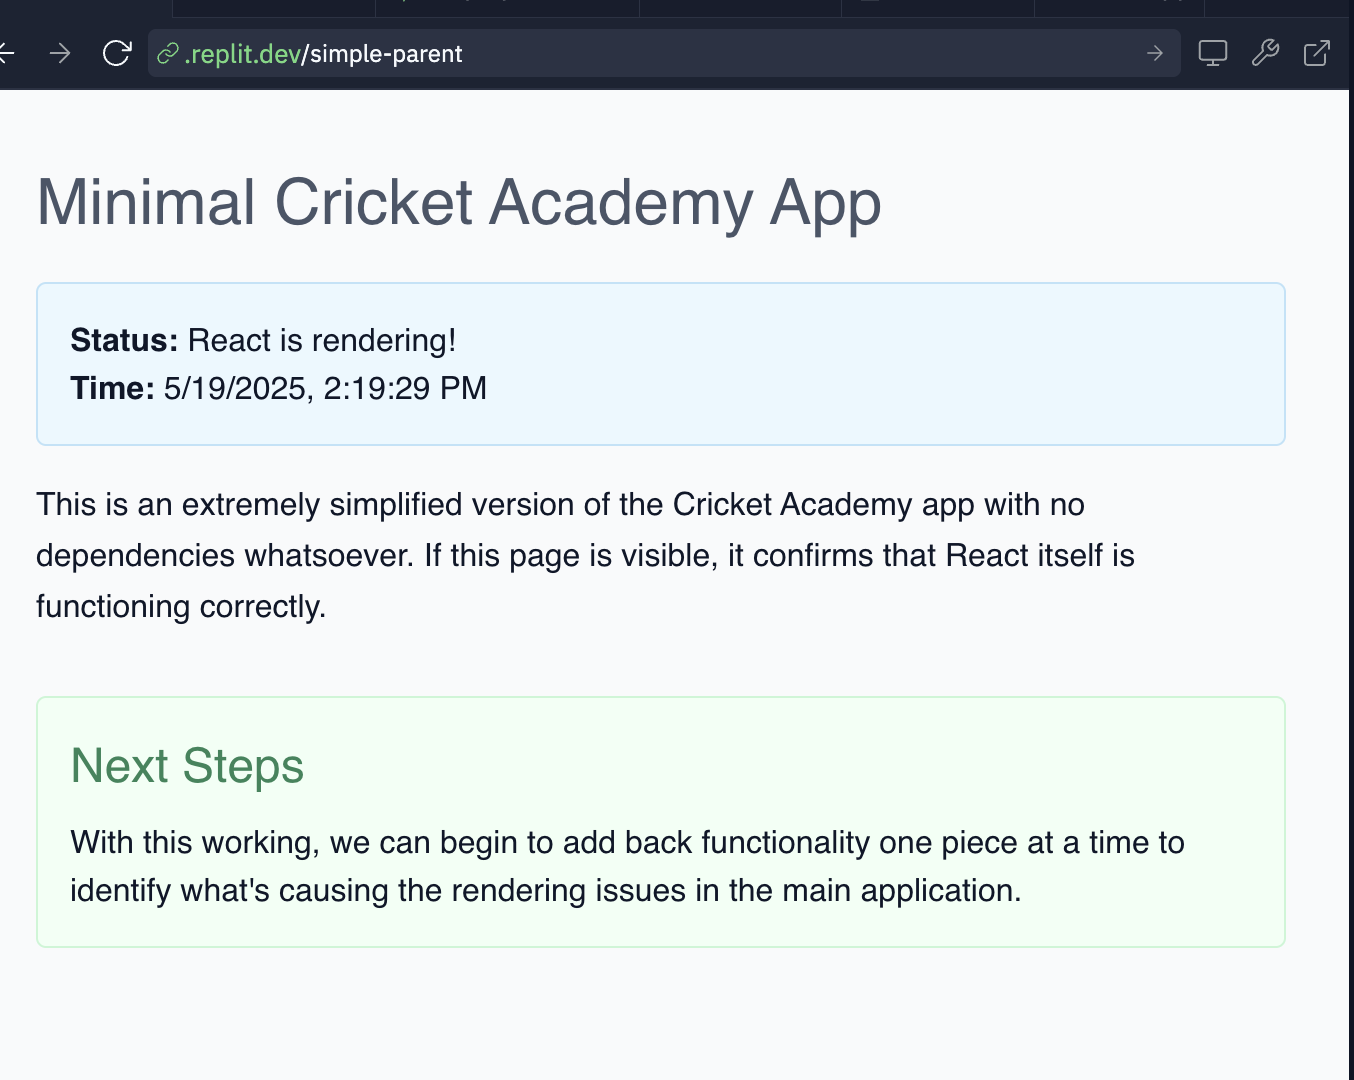 .replit.dev/simple-parent
Minimal Cricket Academy App
Status: React is rendering!
Time: 5/19/2025, 2:19:29 PM
This is an extremely simplified version of the Cricket Academy app with no
dependencies whatsoever. If this page is visible, it confirms that React itself is
functioning correctly.
Next Steps
With this working, we can begin to add back functionality one piece at a time to
identify what's causing the rendering issues in the main application.